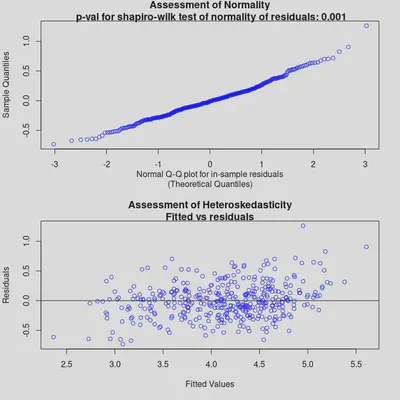 Assessment of Normality
p-val for shapiro-wilk test of normality of residuals: 0.001
Sample Quantiles
1.0
0.5
0.0
-0.5
-3 -2 -1 0 1 2 3
Normal Q-Q plot for in-sample residuals
(Theoretical Quantiles)
Assessment of Heteroskedasticity
Fitted vs residuals
Residuals
1.0
0.5
0.0
-0.5
2.5 3.0 3.5 4.0 4.5 5.0 5.5
Fitted Values